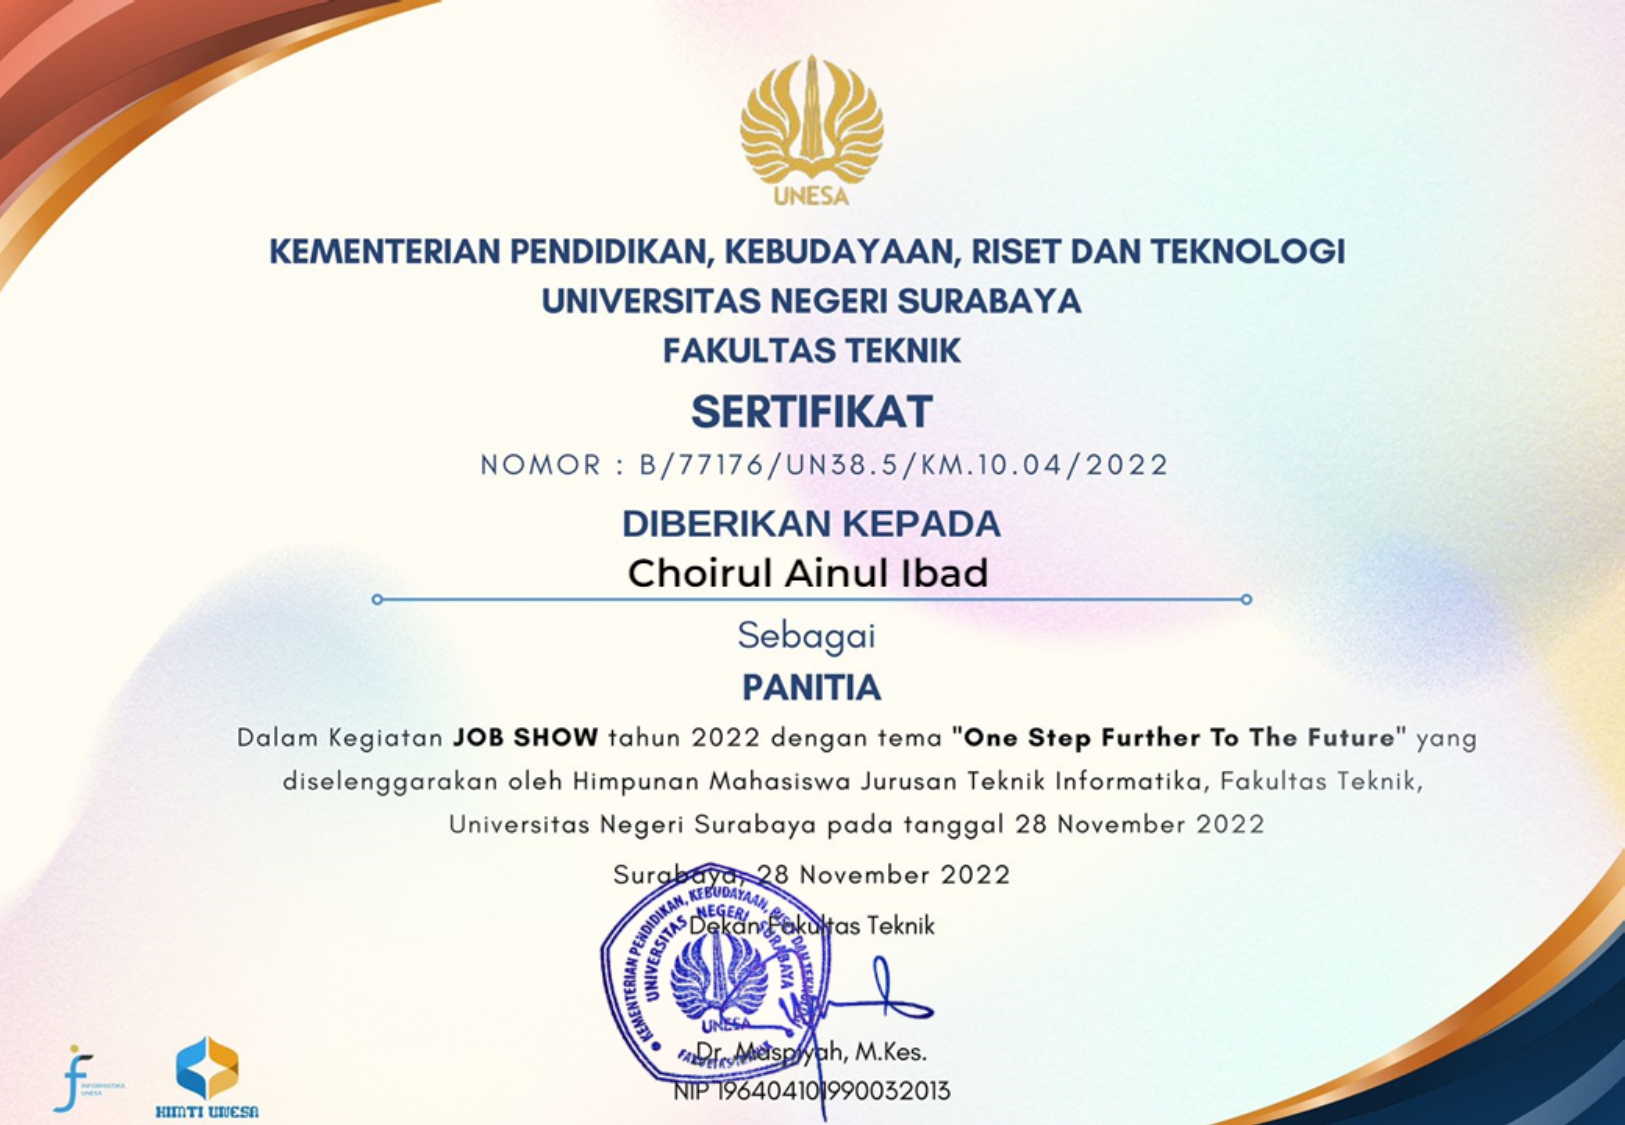 UNESA
KEMENTERIAN PENDIDIKAN, KEBUDAYAAN, RISET DAN TEKNOLOGI
UNIVERSITAS NEGERI SURABAYA
FAKULTAS TEKNIK
SERTIFIKAT
NOMOR : B/77176/UN38.5/KM.10.04/2022
DIBERIKAN KEPADA
Choirul Ainul Ibad
Sebagai
PANITIA
Dalam Kegiatan JOB SHOW tahun 2022 dengan tema "One Step Further To The Future" yang
diselenggarakan oleh Himpunan Mahasiswa Jurusan Teknik Informatika, Fakultas Teknik,
Universitas Negeri Surabaya pada tanggal 28 November 2022
Surabaya, 28 November 2022
Dekan Fakultas Teknik
KEMENTERIAN PENDIDIKAN, KEBUDAYAAN, RISET DAN TEKNOLOGI
UNIVERSITAS NEGERI SURABAYA
UNESA
FAKULTAS TEKNIK
Dr. Maspiyah, M.Kes.
NIP 196404101990032013
INFORMATIKA
UNESA
HIMTI UNESA